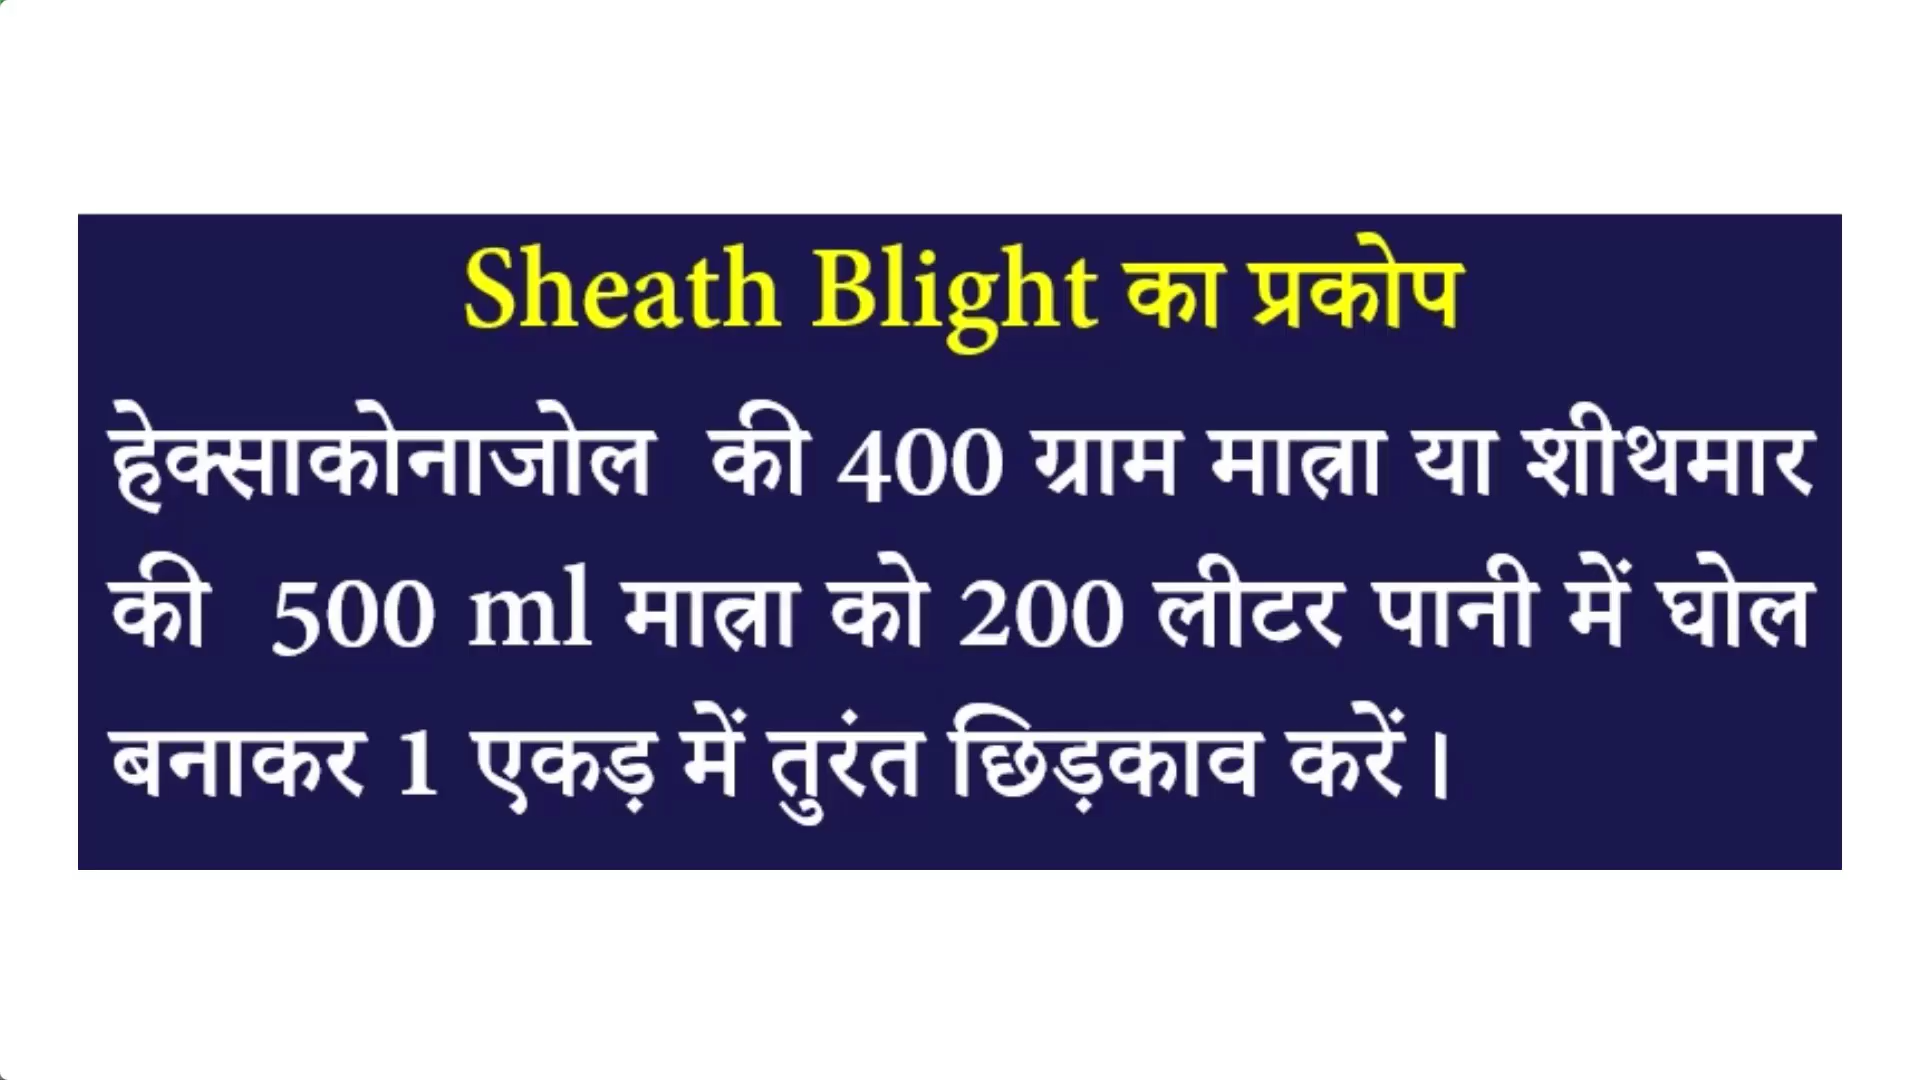 Sheath Blight का प्रकोप
हेक्साकोनाजोल की 400 ग्राम मात्रा या शीथमार
की 500 ml मात्रा को 200 लीटर पानी में घोल
बनाकर 1 एकड़ में तुरंत छिड़काव करें।